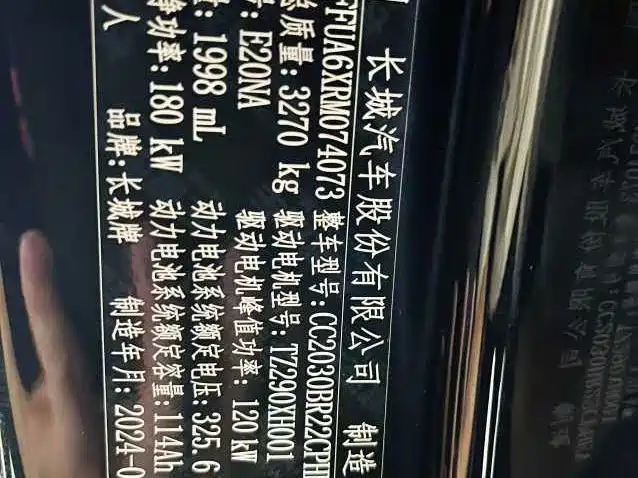 长城汽车股份有限公司 制造
FUA6XRM074073 整车型号:CC2030BR22CPH
总质量:3270 kg 驱动电机型号:TZ290XH001
号: E20NA 驱动电机峰值功率: 120 kW
量: 1998 mL 动力电池系统额定电压:325.6
净功率: 180 kW 动力电池系统额定容量:114Ah
人 品牌:长城牌 制造年月: 2024-0